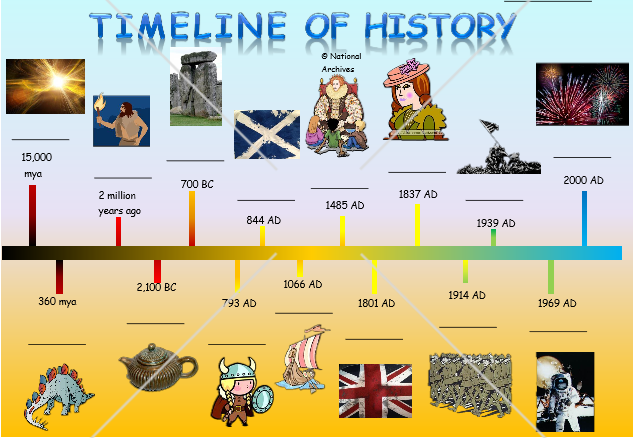 TIMELINE OF HISTORY
© National
Archives
15,000
mya
2 million
years ago
700 BC
844 AD
1485 AD
1837 AD
1939 AD
2000 AD
360 mya
2,100 BC
793 AD
1066 AD
1801 AD
1914 AD
1969 AD